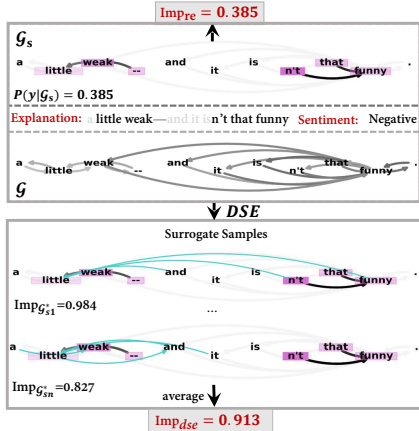 Imp_re = 0.385
𝒢_s
a little weak -- and it is n't that funny .
P(y|𝒢_s) = 0.385
Explanation: a little weak—and it is n't that funny Sentiment: Negative
a little weak -- and it is n't that funny .
𝒢
DSE
Surrogate Samples
a little weak -- and it is n't that funny .
Imp_𝒢*_s1=0.984
...
a little weak -- and it is n't that funny .
Imp_𝒢*_sn=0.827
average
Imp_dse = 0.913